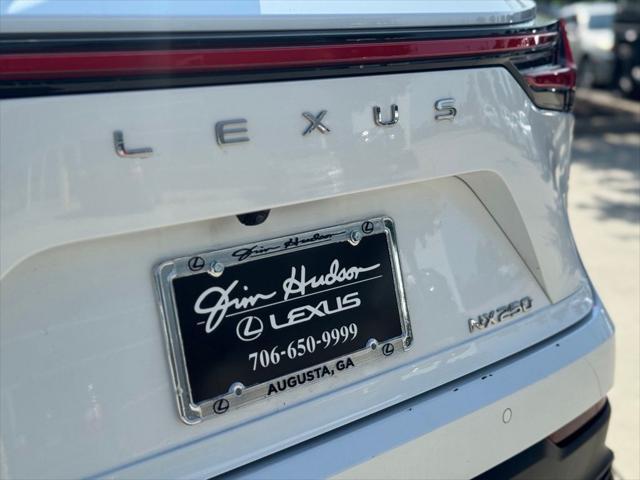 LEXUS
Jim Hudson
Jim Hudson
LEXUS
706-650-9999
AUGUSTA, GA
NX250